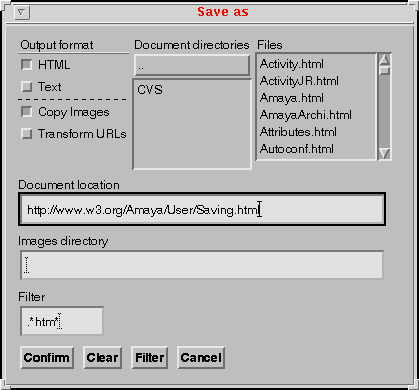 Save as
Output format
HTML
Text
Copy Images
Transform URLs
Document directories
..
CVS
Files
Activity.html
ActivityJR.html
Amaya.html
AmayaArchi.html
Attributes.html
Autoconf.html
Document location
http://www.w3.org/Amaya/User/Saving.html
Images directory
Filter
.*htm*
Confirm Clear Filter Cancel